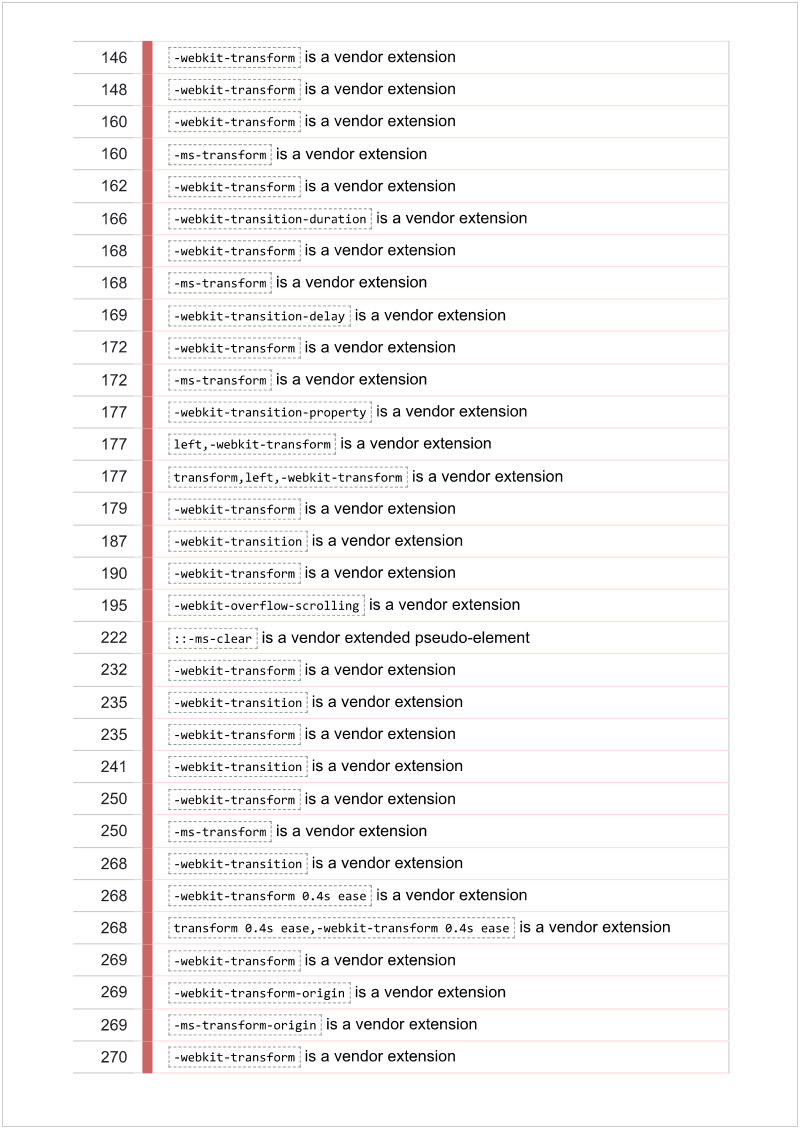 146 -webkit-transform is a vendor extension
148 -webkit-transform is a vendor extension
160 -webkit-transform is a vendor extension
160 -ms-transform is a vendor extension
162 -webkit-transform is a vendor extension
166 -webkit-transition-duration is a vendor extension
168 -webkit-transform is a vendor extension
168 -ms-transform is a vendor extension
169 -webkit-transition-delay is a vendor extension
172 -webkit-transform is a vendor extension
172 -ms-transform is a vendor extension
177 -webkit-transition-property is a vendor extension
177 left,-webkit-transform is a vendor extension
177 transform,left,-webkit-transform is a vendor extension
179 -webkit-transform is a vendor extension
187 -webkit-transition is a vendor extension
190 -webkit-transform is a vendor extension
195 -webkit-overflow-scrolling is a vendor extension
222 ::-ms-clear is a vendor extended pseudo-element
232 -webkit-transform is a vendor extension
235 -webkit-transition is a vendor extension
235 -webkit-transform is a vendor extension
241 -webkit-transition is a vendor extension
250 -webkit-transform is a vendor extension
250 -ms-transform is a vendor extension
268 -webkit-transition is a vendor extension
268 -webkit-transform 0.4s ease is a vendor extension
268 transform 0.4s ease,-webkit-transform 0.4s ease is a vendor extension
269 -webkit-transform is a vendor extension
269 -webkit-transform-origin is a vendor extension
269 -ms-transform-origin is a vendor extension
270 -webkit-transform is a vendor extension